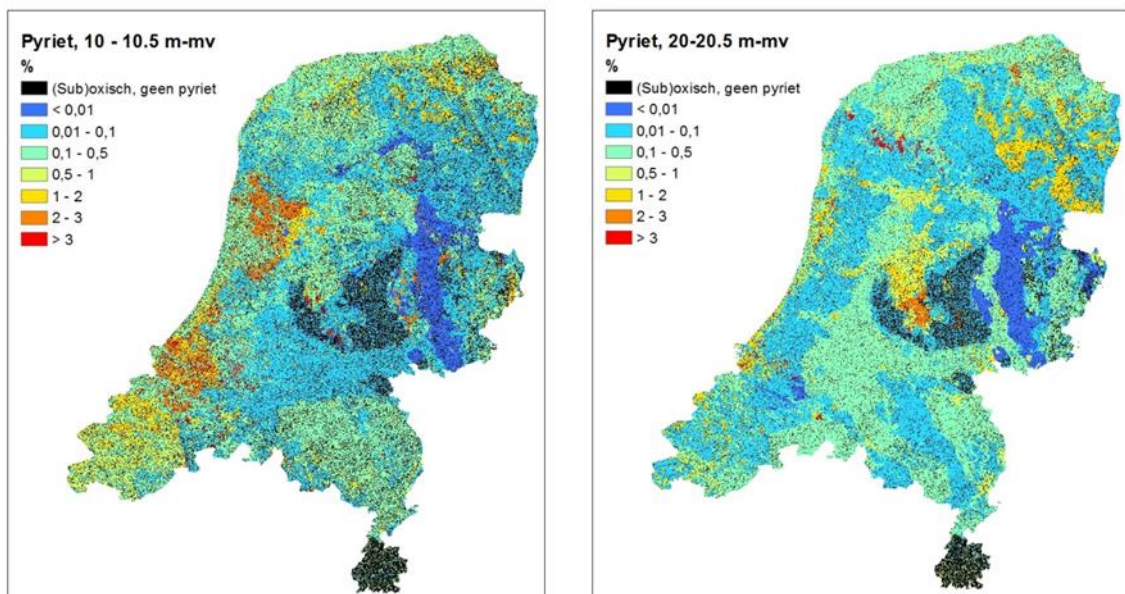 Pyriet, 10 - 10.5 m-mv
%
(Sub)oxisch, geen pyriet
< 0,01
0,01 - 0,1
0,1 - 0,5
0,5 - 1
1 - 2
2 - 3
> 3
Pyriet, 20-20.5 m-mv
%
(Sub)oxisch, geen pyriet
< 0,01
0,01 - 0,1
0,1 - 0,5
0,5 - 1
1 - 2
2 - 3
> 3